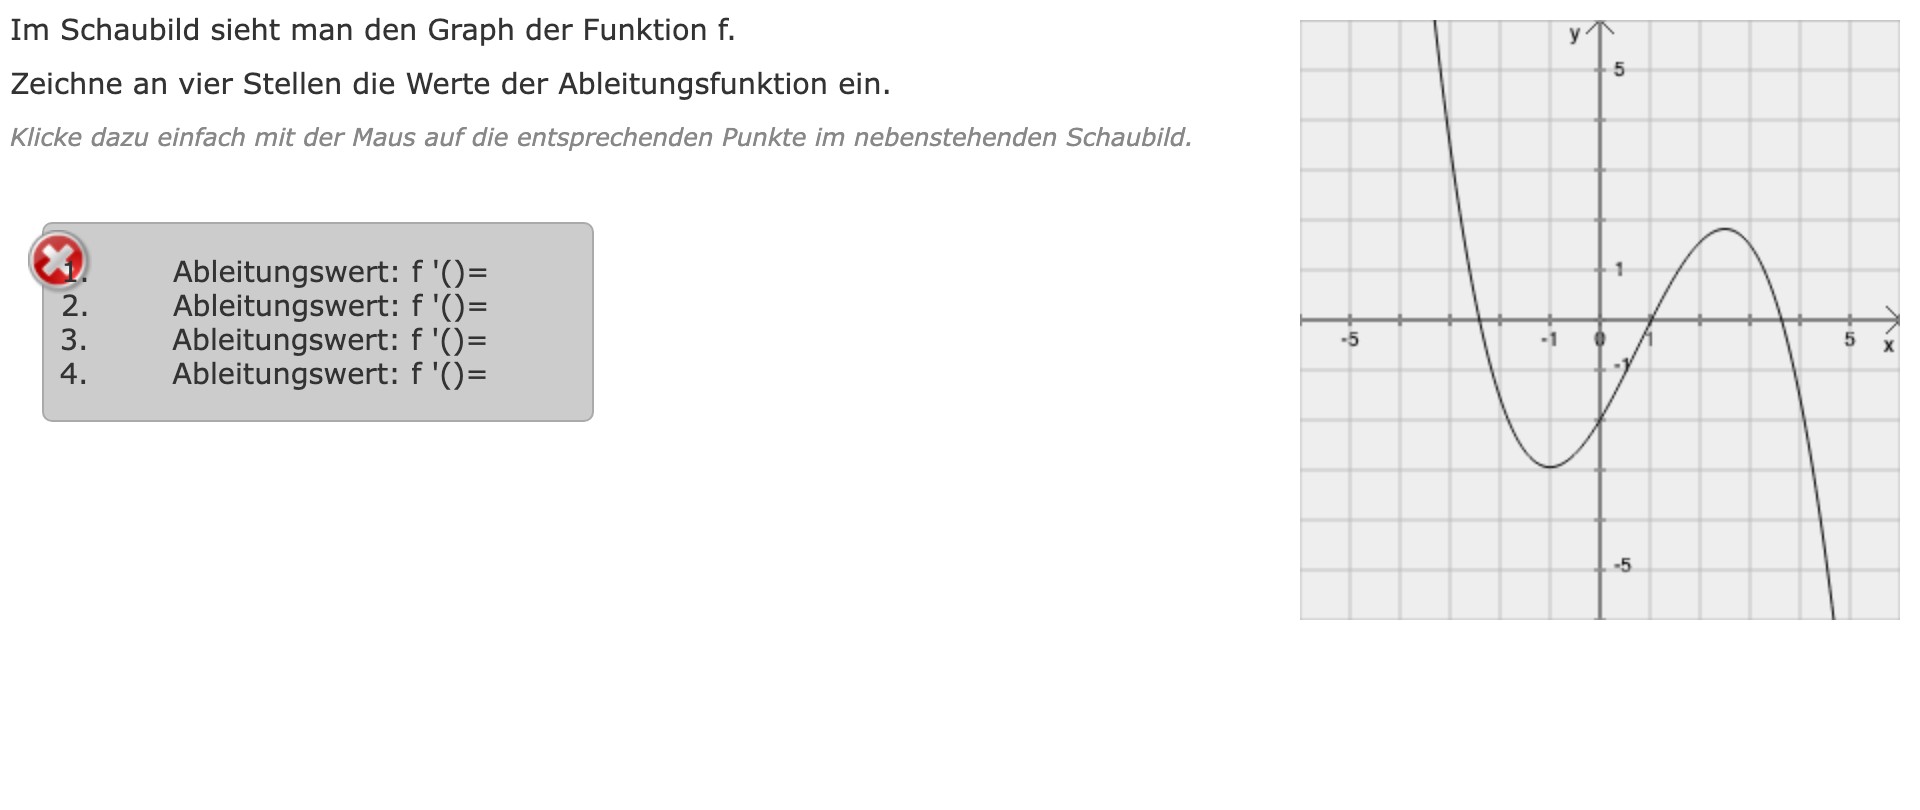 Im Schaubild sieht man den Graph der Funktion f.
Zeichne an vier Stellen die Werte der Ableitungsfunktion ein.
Klicke dazu einfach mit der Maus auf die entsprechenden Punkte im nebenstehenden Schaubild.
1. Ableitungswert: f '()=
2. Ableitungswert: f '()=
3. Ableitungswert: f '()=
4. Ableitungswert: f '()=
y
5
1
-5 -1 0 1 5 x
-1
-5